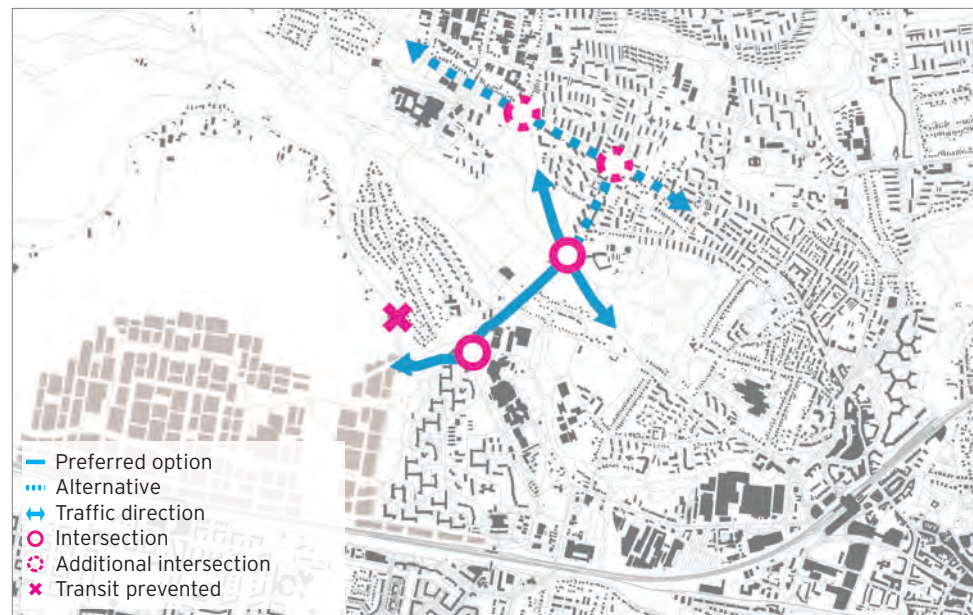 Preferred option
Alternative
Traffic direction
Intersection
Additional intersection
Transit prevented